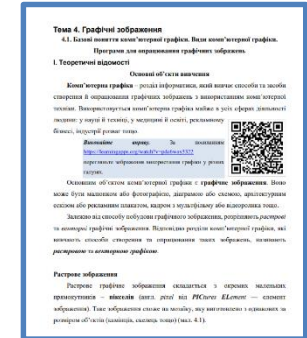 Тема 4. Графічні зображення
4.1. Базові поняття комп'ютерної графіки. Види комп'ютерної графіки.
Програми для опрацювання графічних зображень
І. Теоретичні відомості
Основні об'єкти вивчення
Комп'ютерна графіка – розділ інформатики, який вивчає способи та засоби
створення й опрацювання графічних зображень з використанням комп'ютерної
техніки. Використовується комп'ютерна графіка майже в усіх сферах діяльності
людини: у науці й техніці, у медицині й освіті, рекламному
бізнесі, індустрії розваг тощо.
Виконайте вправу. За посиланням
переглядаючи зображення використання графіки у різних
галузях.
Основним об'єктом комп'ютерної графіки є графічне зображення. Воно
може бути малюнком або фотографією, діаграмою або схемою, архітектурним
ескізом або рекламним плакатом, кадром з мультфільму або відеоролика тощо.
Залежно від способу побудови графічного зображення, розрізняють растрові
та векторні графічні зображення. Відповідно розділи комп'ютерної графіки, які
вивчають способи створення та опрацювання таких зображень, називають
растровою та векторною графікою.
Растрове зображення
Растрове графічне зображення складається з окремих маленьких
прямокутників – пікселів (англ. pixel від PICtures ELement — елемент
зображення). Таке зображення схоже на мозаїку, яку виготовлено з однакових за
розміром об'єктів (камінців, скелець тощо) (мал. 4.1).